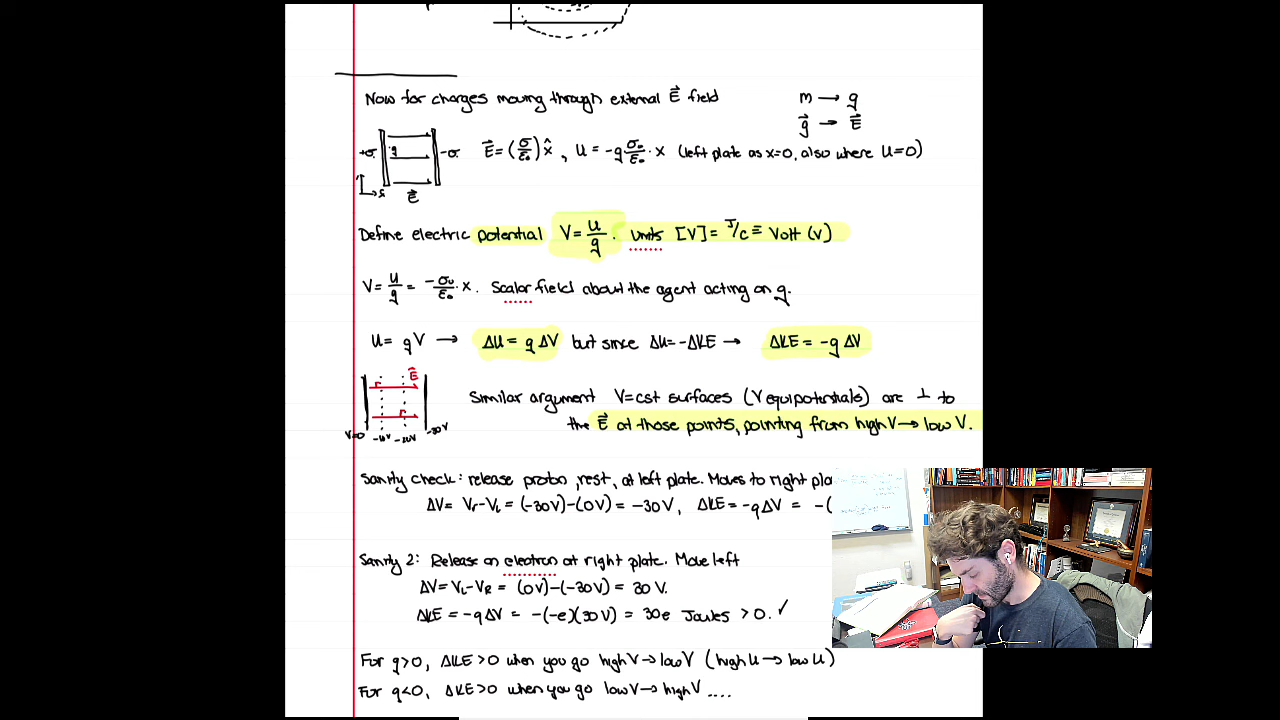 Now for charges moving through external E⃗ field
m → q
g⃗ → E⃗
+σ q -σ E⃗ = (σ/ε₀) x̂ , U = -q σ₀/ε₀ · x (left plate as x=0, also where U=0)
E⃗
Define electric potential V = U/q . Units [V] = J/C ≡ Volt (V)
V = U/q = -σ₀/ε₀ · x. Scalar field about the agent acting on q.
U = qV → ΔU = q ΔV but since ΔU = -ΔKE → ΔKE = -q ΔV
E⃗
V=0 -10V -20V -30V
Similar argument V=cst surfaces (V equipotentials) are ⊥ to
the E⃗ at those points, pointing from high V → low V.
Sanity check: release proton, rest, at left plate. Moves to right pla
ΔV = Vr-VL = (-30V)-(0V) = -30V, ΔKE = -qΔV = -(
Sanity 2: Release an electron at right plate. Move left
ΔV = VL-VR = (0V)-(-30V) = 30 V.
ΔKE = -qΔV = -(-e)(30V) = 30e Joules > 0. ✓
For q>0, ΔKE>0 when you go high V → low V (high U → low U)
For q<0, ΔKE>0 when you go low V → high V ....